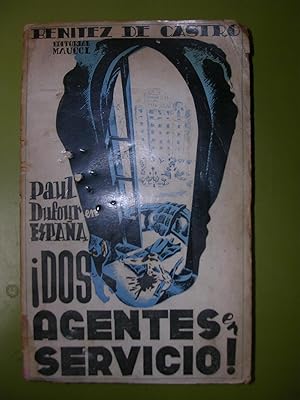 BENITEZ DE CASTRO
EDITORIAL
MAUCCI
Paul
Dufour en
ESPAÑA
¡DOS
AGENTES en
SERVICIO!